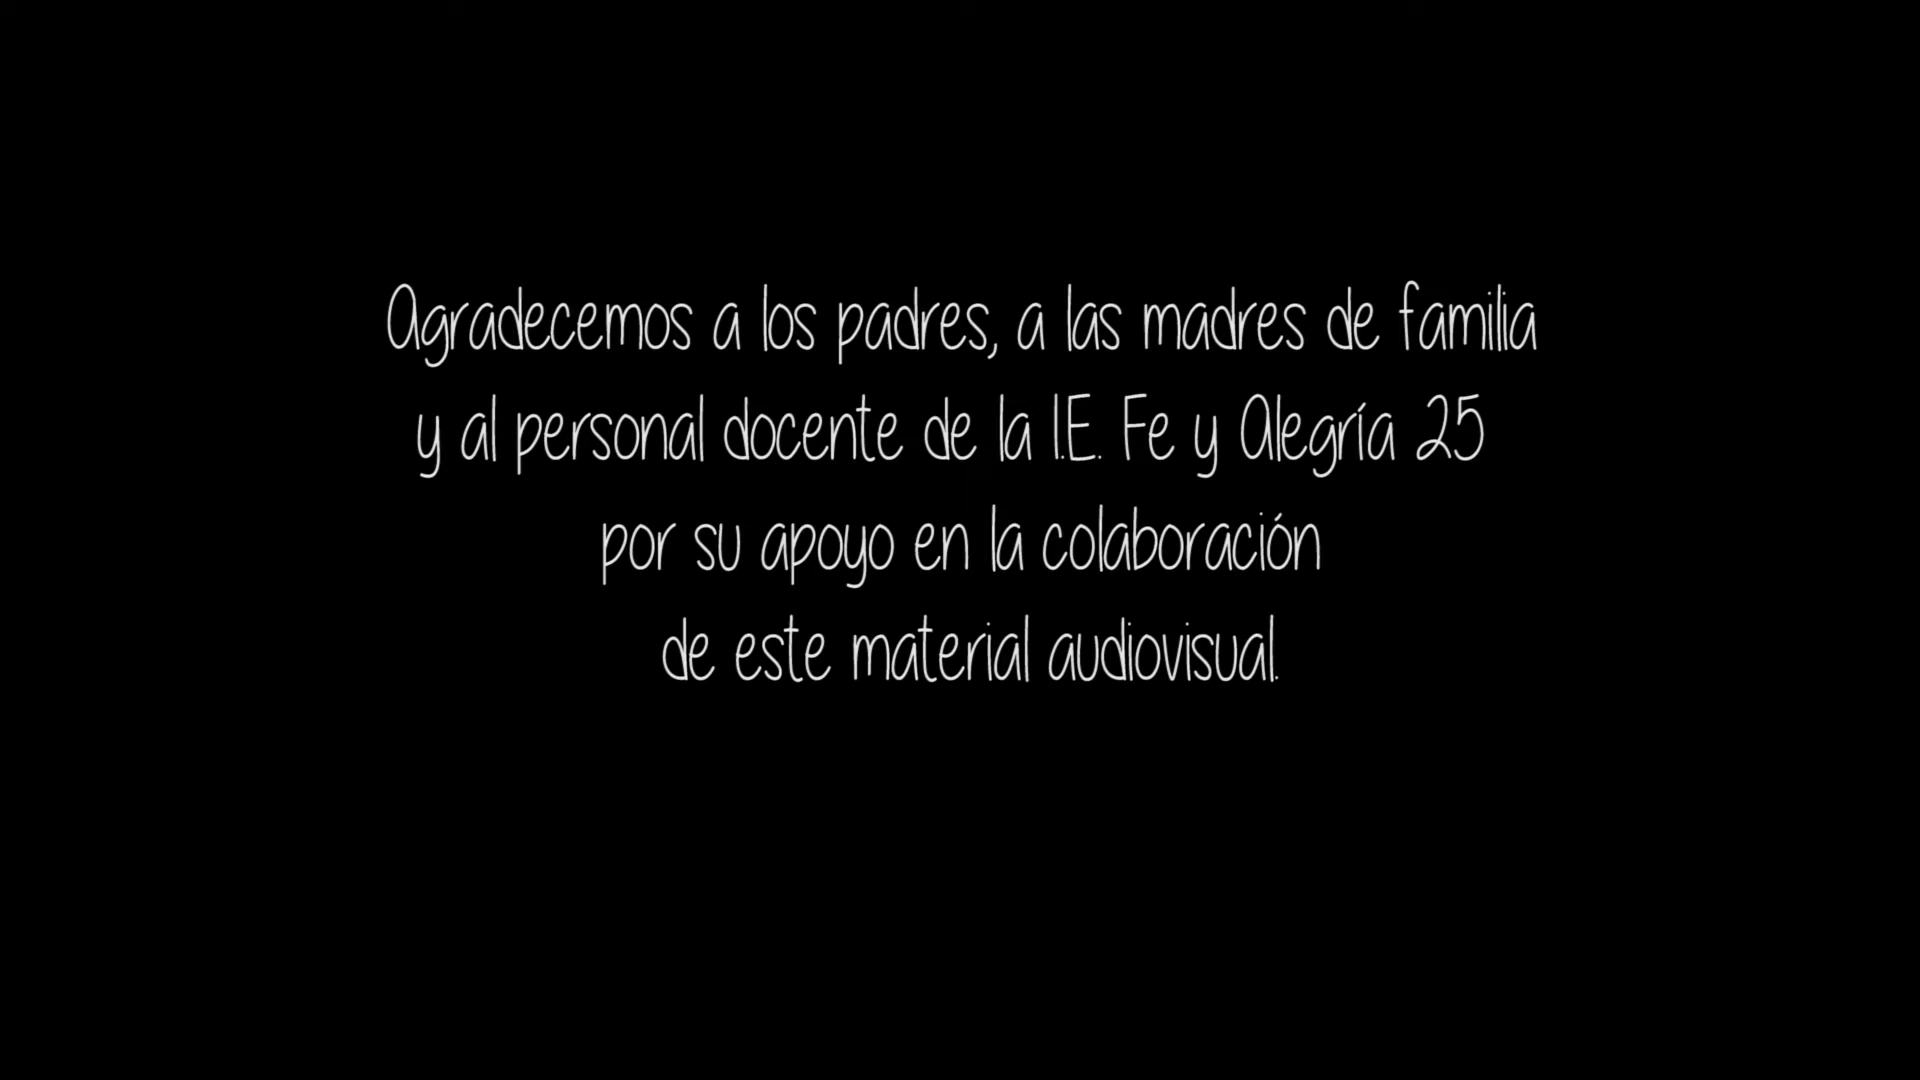 Agradecemos a los padres, a las madres de familia
y al personal docente de la I.E. Fe y Alegría 25
por su apoyo en la colaboración
de este material audiovisual.